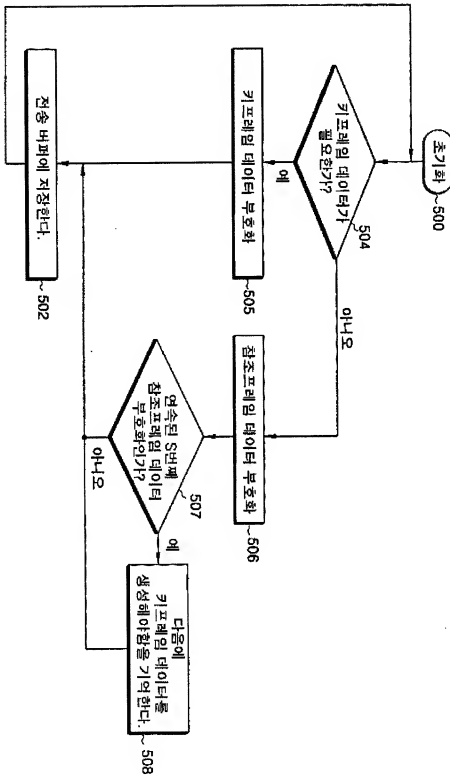 초기화
~500
키프레임 데이터가
필요한가?
504
예
아니오
키프레임 데이터 부호화
~505
참조프레임 데이터 부호화
~506
연속된 S번째
참조프레임 데이터
부호화인가?
507
예
아니오
다음에
키프레임 데이터를
생성해야함을 기억한다.
~508
전송 버퍼에 저장한다.
~502